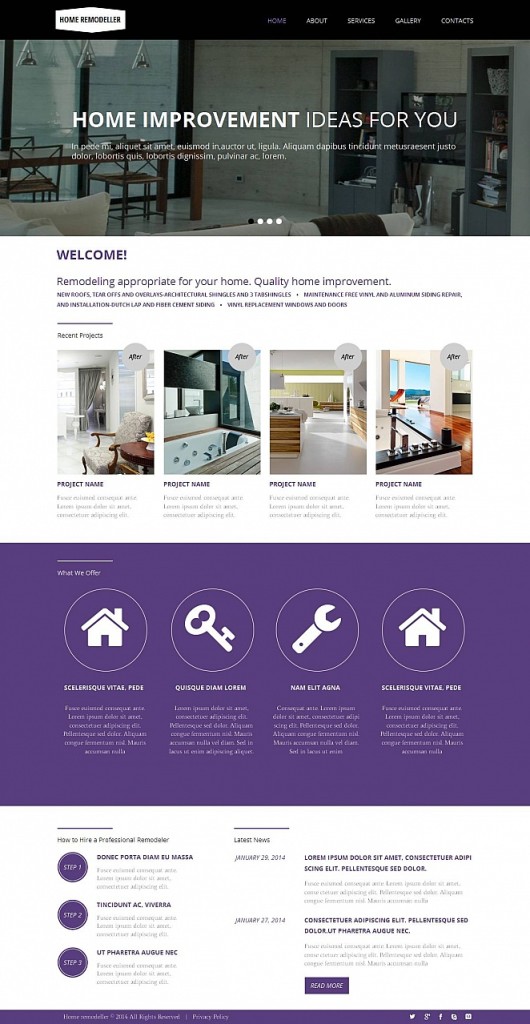 HOME REMODELLER
HOME ABOUT SERVICES GALLERY CONTACTS
HOME IMPROVEMENT IDEAS FOR YOU
In pede mi, aliquet sit amet, euismod in,auctor ut, ligula. Aliquam dapibus tincidunt metusraesent justo
dolor, lobortis quis, lobortis dignissim, pulvinar ac, lorem.
WELCOME!
Remodeling appropriate for your home. Quality home improvement.
NEW ROOFS, TEAR OFFS AND OVERLAYS-ARCHITECTURAL SHINGLES AND 3 TABSHINGLES • MAINTENANCE FREE VINYL AND ALUMINUM SIDING REPAIR,
AND INSTALLATION-DUTCH LAP AND FIBER CEMENT SIDING • VINYL REPLACEMENT WINDOWS AND DOORS
Recent Projects
After After After After
PROJECT NAME PROJECT NAME PROJECT NAME PROJECT NAME
Fusce euismod consequat ante Fusce euismod consequat ante Fusce euismod consequat ante Fusce euismod consequat ante
Lorem ipsum dolor sit amet, Lorem ipsum dolor sit amet, Lorem ipsum dolor sit amet, Lorem ipsum dolor sit amet,
consectetuer adipiscing elit. consectetuer adipiscing elit. consectetuer adipiscing elit. consectetuer adipiscing elit.
What We Offer
SCELERISQUE VITAE, PEDE
Fusce euismod consequat ante.
Lorem ipsum dolor sit amet,
consectetuer adipiscing elit.
Pellentesque sed dolor. Aliquam
congue fermentum nisl. Mauris
accumsan nulla
QUISQUE DIAM LOREM
Lorem ipsum dolor sit amet,
consectetuer adipiscing elit.
Pellentesque sed dolor. Aliquam
congue fermentum nisl. Mauris
accumsan nulla vel diam. Sed in
lacus ut enim adipiscing aliquet.
NAM ELIT AGNA
Consequat ante. Lorem ipsum
dolor sit amet, consectetuer adipi
scing elit. Pellentesque sed dolor.
Aliquam congue fermentum nisl.
Mauris accumsan nulla vel diam.
Sed in lacus ut enim
SCELERISQUE VITAE, PEDE
Fusce euismod consequat ante.
Lorem ipsum dolor sit amet,
consectetuer adipiscing elit.
Pellentesque sed dolor. Aliquam
congue fermentum nisl. Mauris
accumsan nulla
How to Hire a Professional Remodeler
STEP 1
DONEC PORTA DIAM EU MASSA
Fusce euismod consequat ante.
Lorem ipsum dolor sit amet,
consectetuer adipiscing elit.
STEP 2
TINCIDUNT AC, VIVERRA
Fusce euismod consequat ante.
Lorem ipsum dolor sit amet,
consectetuer adipiscing elit.
STEP 3
UT PHARETRA AUGUE NEC
Fusce euismod consequat ante.
Lorem ipsum dolor sit amet,
consectetuer adipiscing elit.
Latest News
JANUARY 29, 2014
LOREM IPSUM DOLOR SIT AMET, CONSECTETUER ADIPI
SCING ELIT. PELLENTESQUE SED DOLOR.
Fusce euismod consequat ante. Lorem ipsum dolor sit amet,
consectetuer adipiscing elit. Pellentesque sed dolor. Aliquam
congue fermentum nisl. Mauris accumsan nulla
JANUARY 27, 2014
CONSECTETUER ADIPISCING ELIT. PELLENTESQUE SED
DOLOR.UT PHARETRA AUGUE NEC.
Fusce euismod consequat ante. Lorem ipsum dolor sit amet,
consectetuer adipiscing elit. Pellentesque sed dolor. Aliquam
congue fermentum nisl. Mauris accumsan nulla
READ MORE
Home remodeller © 2014 All Rights Reserved | Privacy Policy